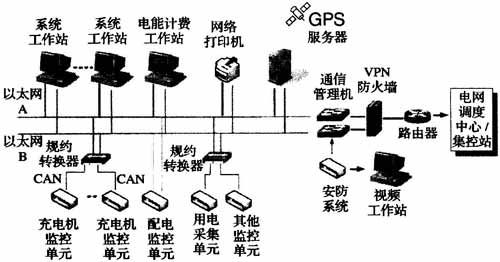 系统
工作站
系统
工作站
电能计费
工作站
网络
打印机
GPS
服务器
以太网
A
以太网
B
通信
管理机
VPN
防火墙
路由器
电网
调度
中心/
集控站
规约
转换器
规约
转换器
CAN
CAN
安防
系统
视频
工作站
充电机
监控
单元
充电机
监控
单元
配电
监控
单元
用电
采集
单元
其他
监控
单元